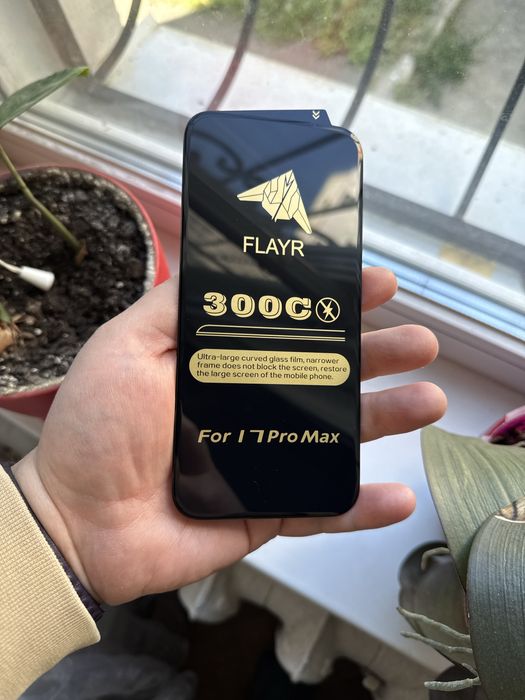 FLAYR
300C
Ultra-large curved glass film, narrower
frame does not block the screen, restore
the large screen of the mobile phone.
For 17 Pro Max